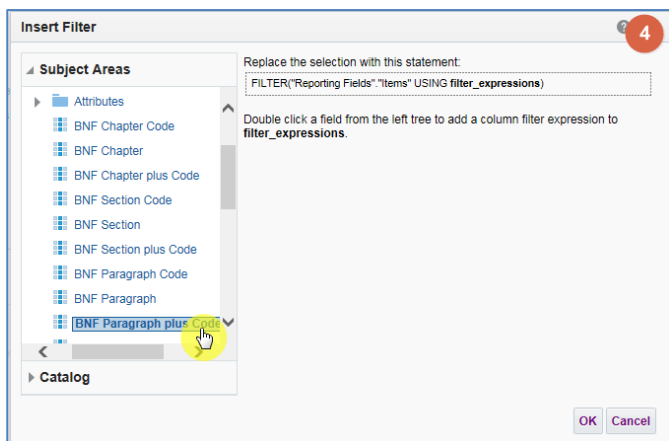 Insert Filter
?
4
Subject Areas
Attributes
BNF Chapter Code
BNF Chapter
BNF Chapter plus Code
BNF Section Code
BNF Section
BNF Section plus Code
BNF Paragraph Code
BNF Paragraph
BNF Paragraph plus Code
Catalog
Replace the selection with this statement:
FILTER("Reporting Fields"."Items" USING filter_expressions)
Double click a field from the left tree to add a column filter expression to
filter_expressions.
OK Cancel